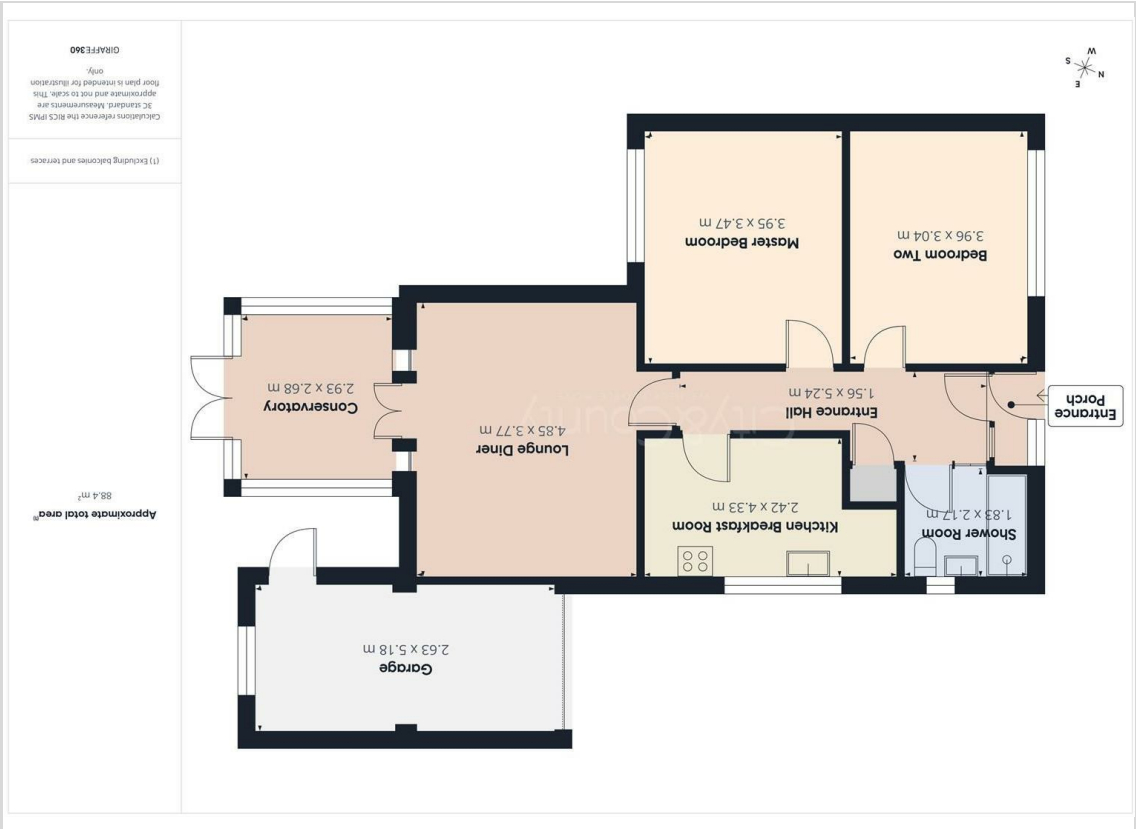 Garage
2.63 x 5.18 m
Shower Room
1.83 x 2.17 m
Kitchen Breakfast Room
2.42 x 4.33 m
Lounge Diner
4.85 x 3.77 m
Conservatory
2.93 x 2.68 m
Entrance
Porch
Entrance Hall
1.56 x 5.24 m
City&County
Bedroom Two
3.96 x 3.04 m
Master Bedroom
3.95 x 3.47 m
E
N
S
W
Approximate total area(1)
88.4 m²
(1) Excluding balconies and terraces
Calculations reference the RICS IPMS
3C standard. Measurements are
approximate and not to scale. This
floor plan is intended for illustration
only.
GIRAFFE360